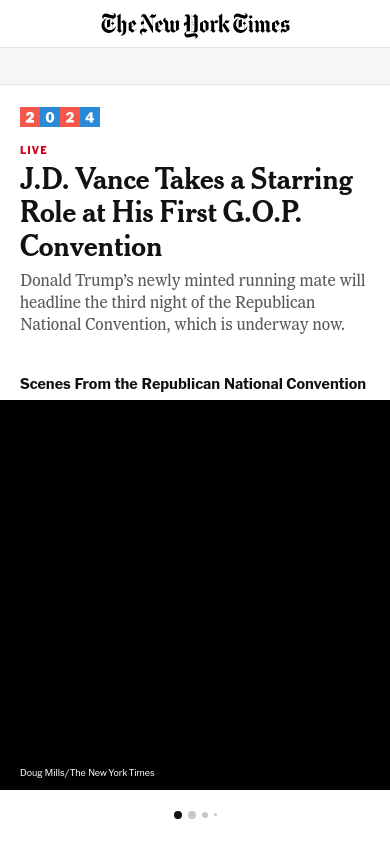 The New York Times
2024
LIVE
J.D. Vance Takes a Starring
Role at His First G.O.P.
Convention
Donald Trump’s newly minted running mate will
headline the third night of the Republican
National Convention, which is underway now.
Scenes From the Republican National Convention
Doug Mills/The New York Times